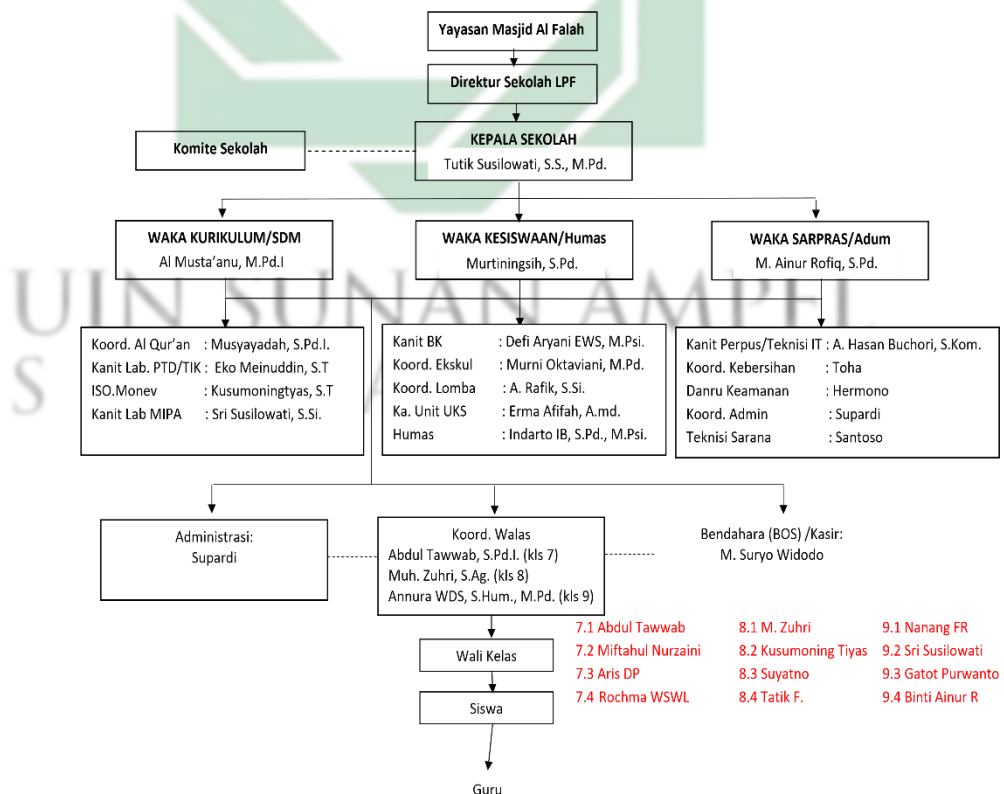 Yayasan Masjid Al Falah
Direktur Sekolah LPF
KEPALA SEKOLAH
Tutik Susilowati, S.S., M.Pd.
Komite Sekolah
WAKA KURIKULUM/SDM
Al Musta’anu, M.Pd.I
WAKA KESISWAAN/Humas
Murtiningsih, S.Pd.
WAKA SARPRAS/Adum
M. Ainur Rofiq, S.Pd.
UIN SUNAN AMPEL
S A
Koord. Al Qur’an : Musyayadah, S.Pd.I.
Kanit Lab. PTD/TIK : Eko Meinuddin, S.T
ISO.Monev : Kusumoningtyas, S.T
Kanit Lab MIPA : Sri Susilowati, S.Si.
Kanit BK : Defi Aryani EWS, M.Psi.
Koord. Ekskul : Murni Oktaviani, M.Pd.
Koord. Lomba : A. Rafik, S.Si.
Ka. Unit UKS : Erma Afifah, A.md.
Humas : Indarto IB, S.Pd., M.Psi.
Kanit Perpus/Teknisi IT : A. Hasan Buchori, S.Kom.
Koord. Kebersihan : Toha
Danru Keamanan : Hermono
Koord. Admin : Supardi
Teknisi Sarana : Santoso
Administrasi:
Supardi
Koord. Walas
Abdul Tawwab, S.Pd.I. (kls 7)
Muh. Zuhri, S.Ag. (kls 8)
Annura WDS, S.Hum., M.Pd. (kls 9)
Bendahara (BOS) /Kasir:
M. Suryo Widodo
Wali Kelas
7.1 Abdul Tawwab
7.2 Miftahul Nurzaini
7.3 Aris DP
7.4 Rochma WSWL
8.1 M. Zuhri
8.2 Kusumoning Tiyas
8.3 Suyatno
8.4 Tatik F.
9.1 Nanang FR
9.2 Sri Susilowati
9.3 Gatot Purwanto
9.4 Binti Ainur R
Siswa
Guru